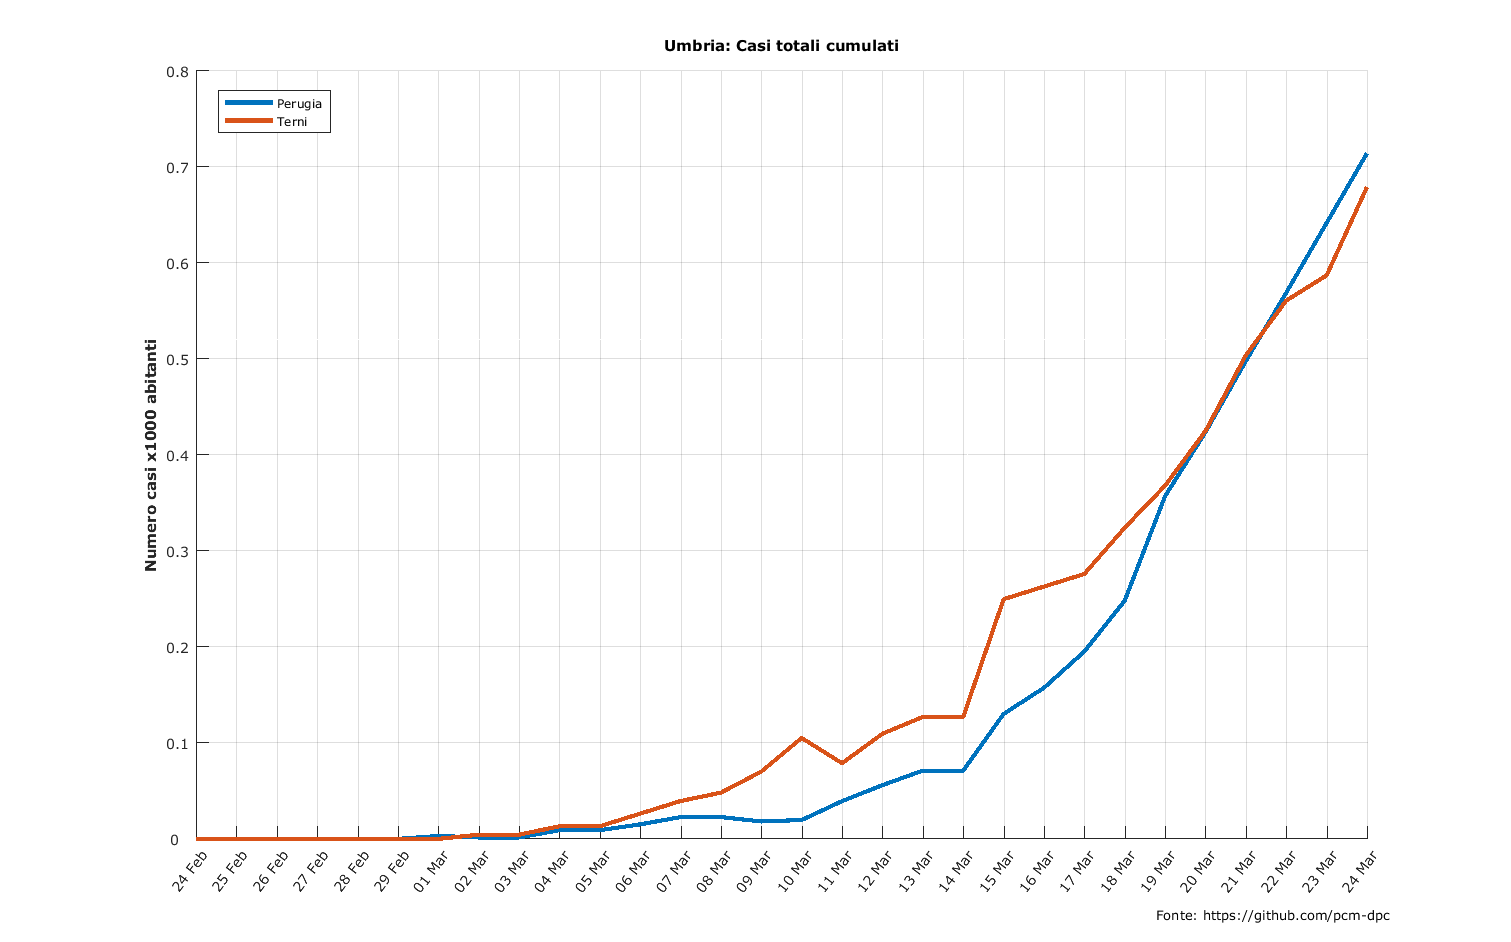 Umbria: Casi totali cumulati
Perugia
Terni
Numero casi x1000 abitanti
0.8
0.7
0.6
0.5
0.4
0.3
0.2
0.1
0
24 Feb
25 Feb
26 Feb
27 Feb
28 Feb
29 Feb
01 Mar
02 Mar
03 Mar
04 Mar
05 Mar
06 Mar
07 Mar
08 Mar
09 Mar
10 Mar
11 Mar
12 Mar
13 Mar
14 Mar
15 Mar
16 Mar
17 Mar
18 Mar
19 Mar
20 Mar
21 Mar
22 Mar
23 Mar
24 Mar
Fonte: https://github.com/pcm-dpc